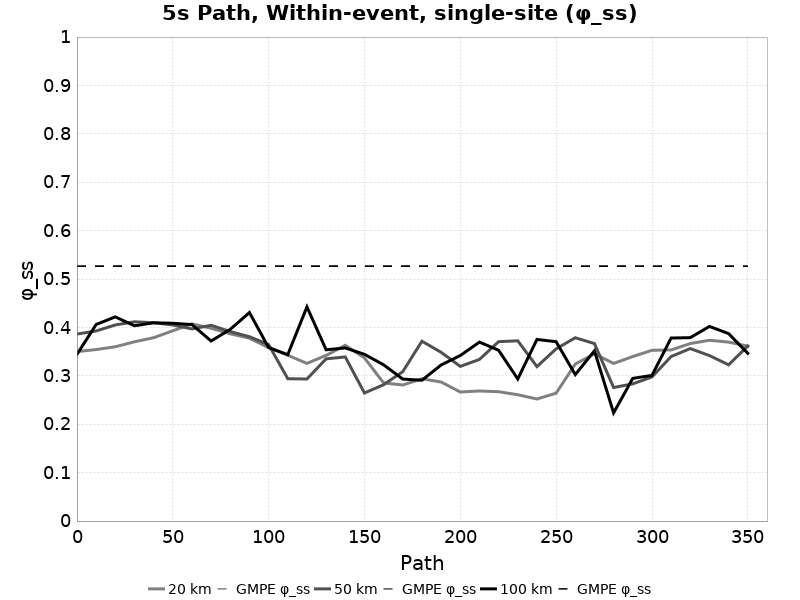 5s Path, Within-event, single-site (φ_ss)
1
0.9
0.8
0.7
0.6
0.5
0.4
0.3
0.2
0.1
0
φ_ss
0 50 100 150 200 250 300 350
Path
20 km GMPE φ_ss 50 km GMPE φ_ss 100 km GMPE φ_ss